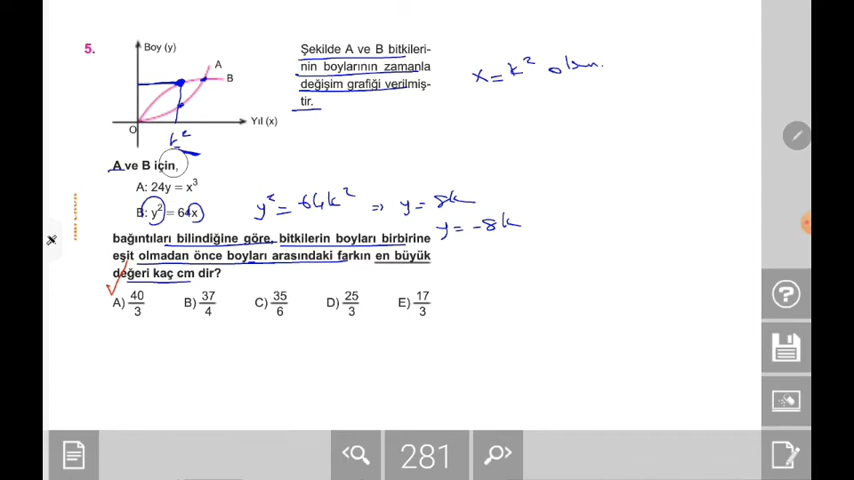 5.
Boy (y)
A
B
O
Yıl (x)
k²
Şekilde A ve B bitkileri-
nin boylarının zamanla
değişim grafiği verilmiş-
tir.
x = k² olsun.
A ve B için,
A: 24y = x³
B: y² = 64x
y² = 64k² ⇒ y = 8k
y = -8k
bağıntıları bilindiğine göre, bitkilerin boyları birbirine
eşit olmadan önce boyları arasındaki farkın en büyük
değeri kaç cm dir?
A) 40/3 B) 37/4 C) 35/6 D) 25/3 E) 17/3
281